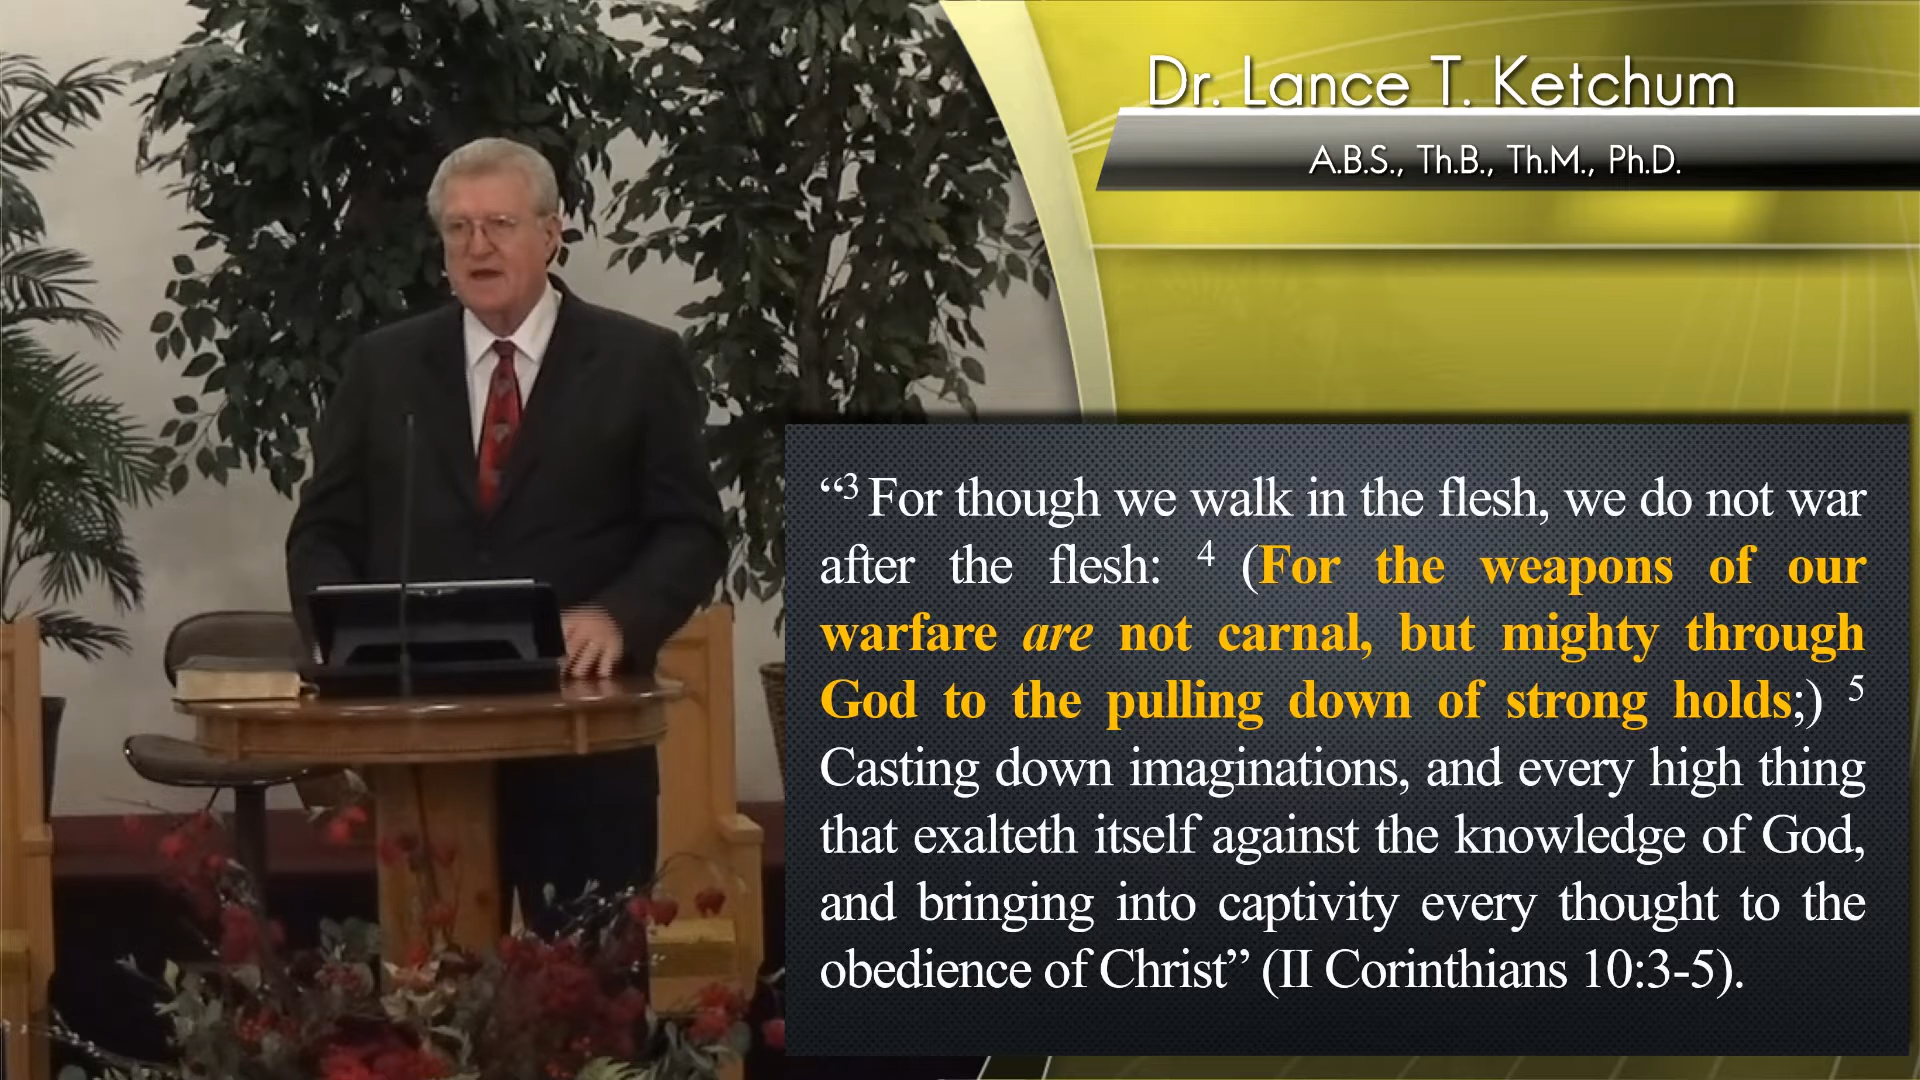 Dr. Lance T. Ketchum
A.B.S., Th.B., Th.M., Ph.D.
“3 For though we walk in the flesh, we do not war
after the flesh: 4 (For the weapons of our
warfare are not carnal, but mighty through
God to the pulling down of strong holds;) 5
Casting down imaginations, and every high thing
that exalteth itself against the knowledge of God,
and bringing into captivity every thought to the
obedience of Christ” (II Corinthians 10:3-5).